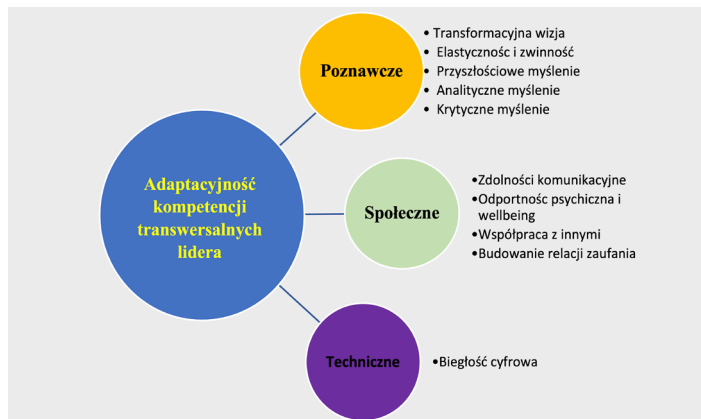 Poznawcze
• Transformacyjna wizja
• Elastycznośc i zwinność
• Przyszłościowe myślenie
• Analityczne myślenie
• Krytyczne myślenie
Adaptacyjność
kompetencji
transwersalnych
lidera
Społeczne
•Zdolności komunikacyjne
•Odpornośc psychiczna i
wellbeing
•Współpraca z innymi
•Budowanie relacji zaufania
Techniczne
•Biegłość cyfrowa